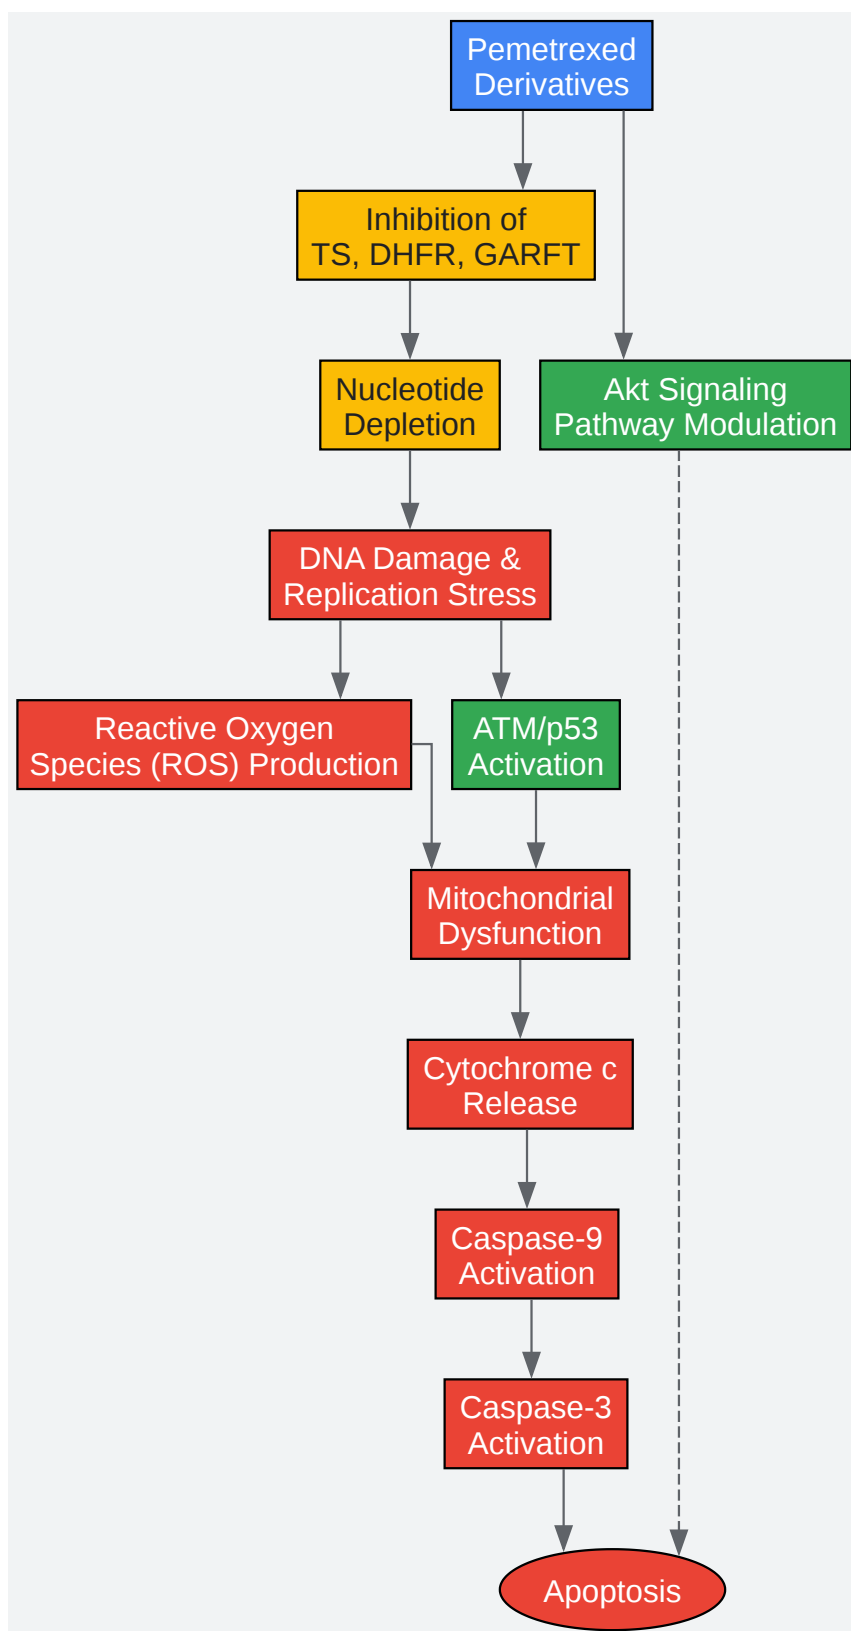 Pemetrexed
Derivatives
Inhibition of
TS, DHFR, GARFT
Nucleotide
Depletion
Akt Signaling
Pathway Modulation
DNA Damage &
Replication Stress
Reactive Oxygen
Species (ROS) Production
ATM/p53
Activation
Mitochondrial
Dysfunction
Cytochrome c
Release
Caspase-9
Activation
Caspase-3
Activation
Apoptosis